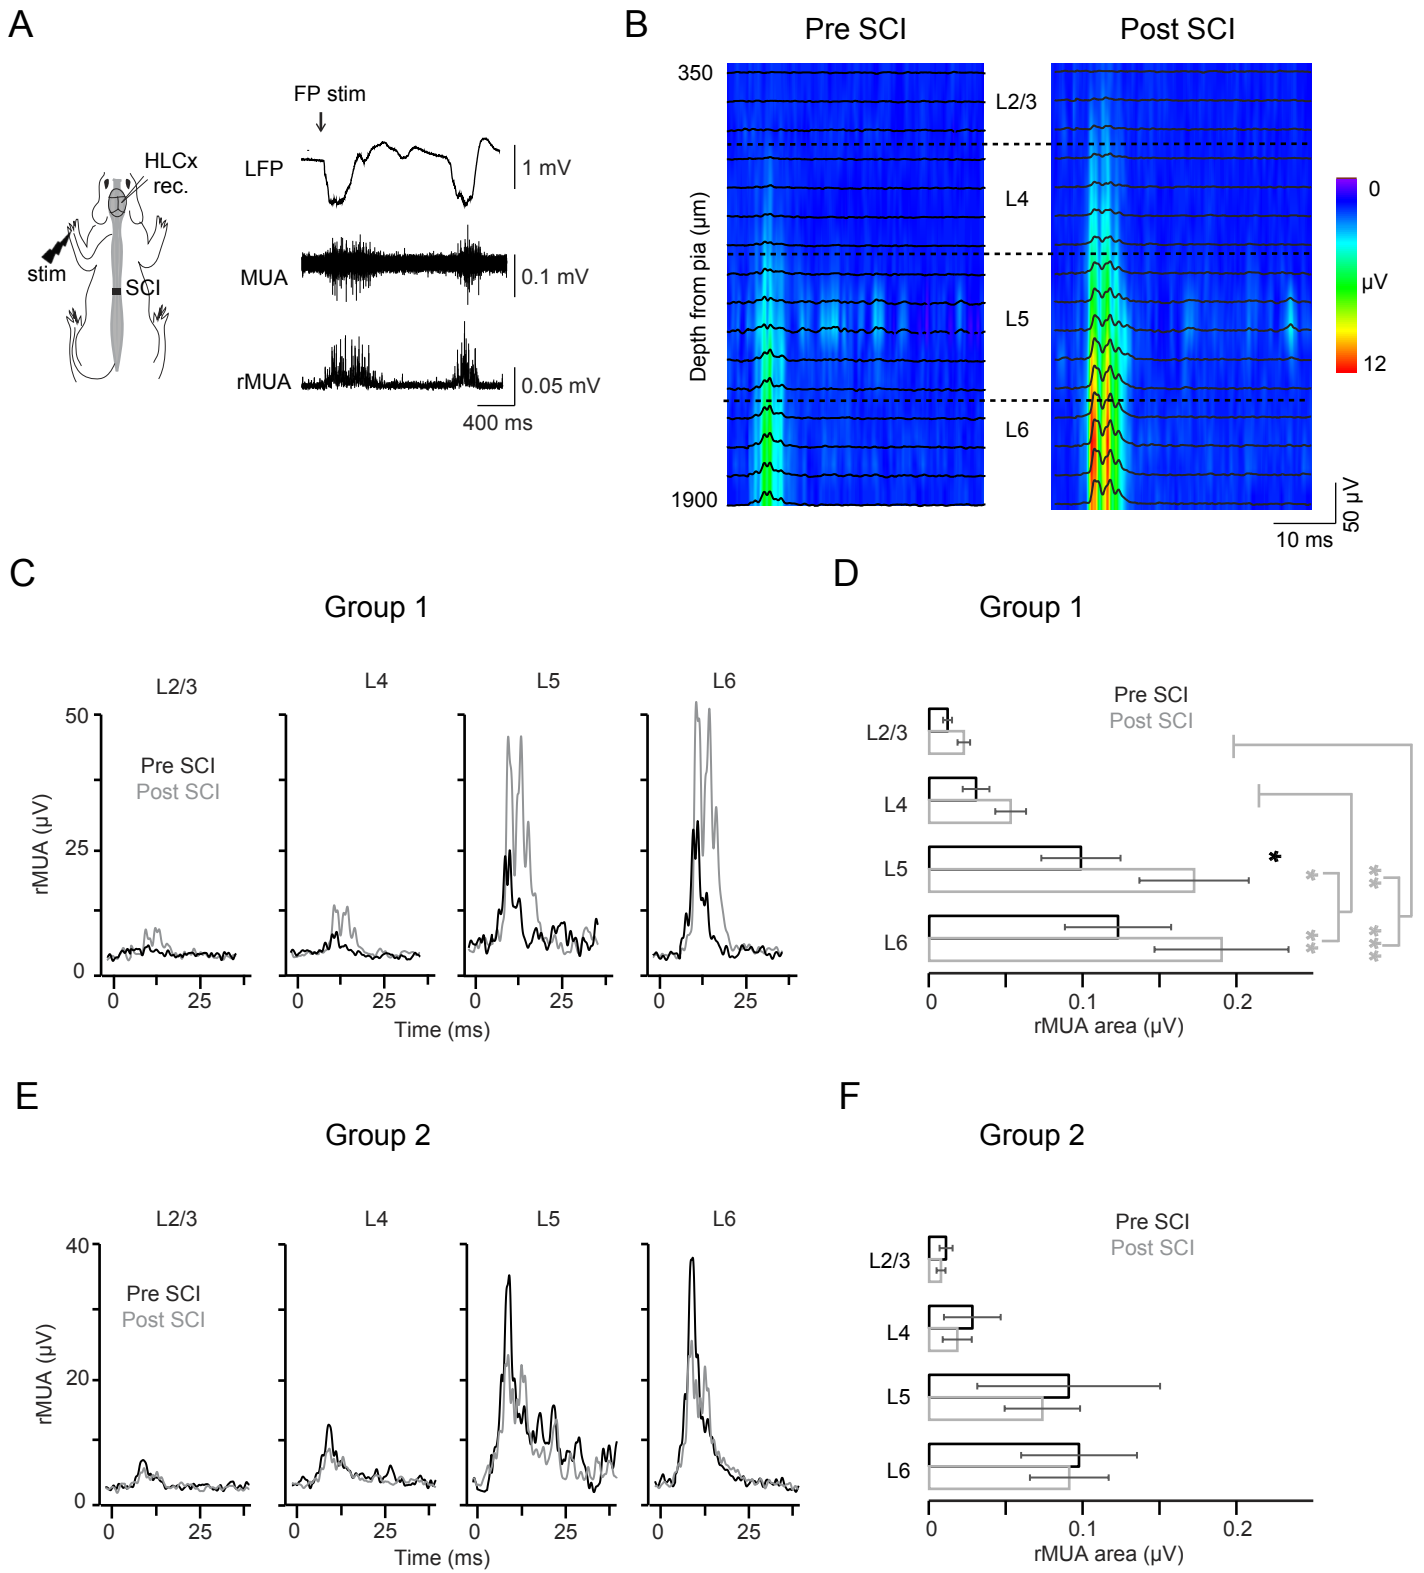 A
FP stim
LFP
1 mV
HLCx
rec.
stim
SCI
MUA
0.1 mV
rMUA
0.05 mV
400 ms
B
Pre SCI
Post SCI
350
L2/3
L4
L5
L6
1900
Depth from pia (µm)
0
µV
12
50 µV
10 ms
C
Group 1
L2/3
L4
L5
L6
50
25
0
rMUA (µV)
Pre SCI
Post SCI
0
25
0
25
0
25
0
25
Time (ms)
D
Group 1
Pre SCI
Post SCI
L2/3
L4
L5
L6
*
*
**
**
***
0
0.1
0.2
rMUA area (µV)
E
Group 2
L2/3
L4
L5
L6
40
20
0
rMUA (µV)
Pre SCI
Post SCI
0
25
0
25
0
25
0
25
Time (ms)
F
Group 2
Pre SCI
Post SCI
L2/3
L4
L5
L6
0
0.1
0.2
rMUA area (µV)